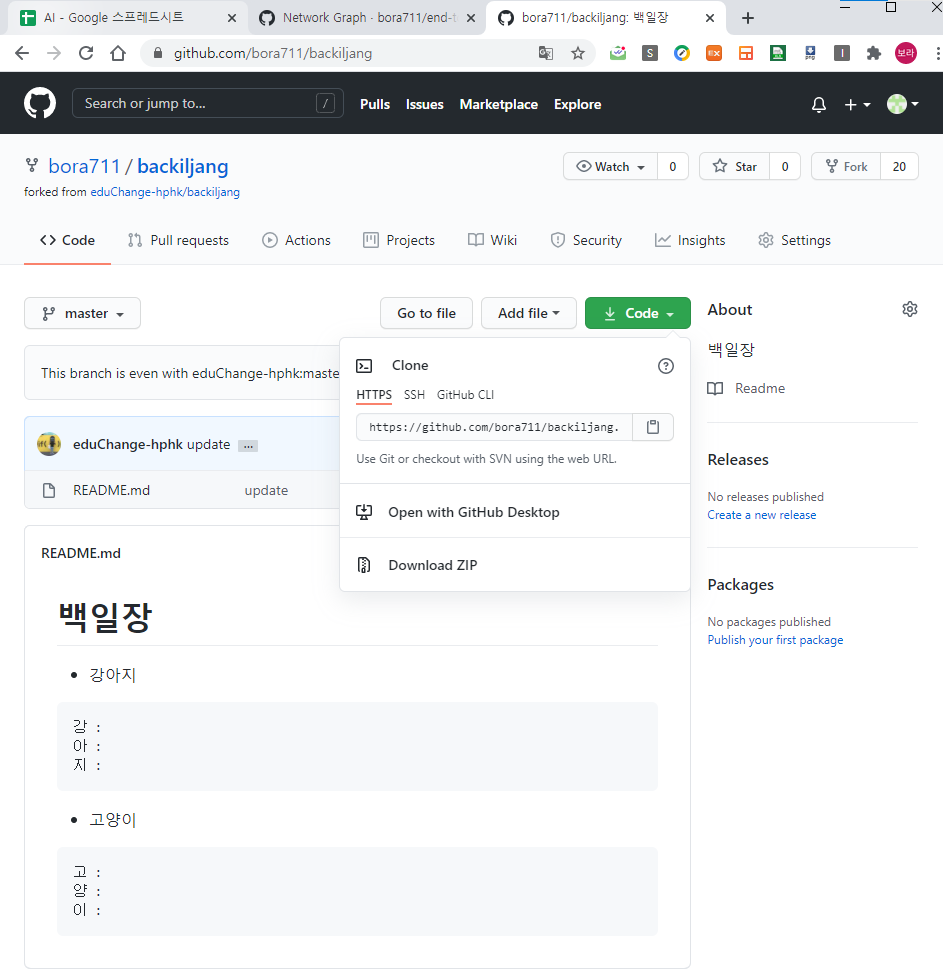 AI - Google 스프레드시트
Network Graph · bora711/end-t
bora711/backiljang: 백일장
github.com/bora711/backiljang
S
I
보라
Search or jump to... /
Pulls Issues Marketplace Explore
bora711 / backiljang
Watch 0 Star 0 Fork 20
forked from eduChange-hphk/backiljang
Code Pull requests Actions Projects Wiki Security Insights Settings
master Go to file Add file Code
About
백일장
Readme
This branch is even with eduChange-hphk:maste
Clone
HTTPS SSH GitHub CLI
https://github.com/bora711/backiljang.
Use Git or checkout with SVN using the web URL.
Open with GitHub Desktop
Download ZIP
eduChange-hphk update ...
README.md update
Releases
No releases published
Create a new release
Packages
No packages published
Publish your first package
README.md
백일장
강아지
강 :
아 :
지 :
고양이
고 :
양 :
이 :